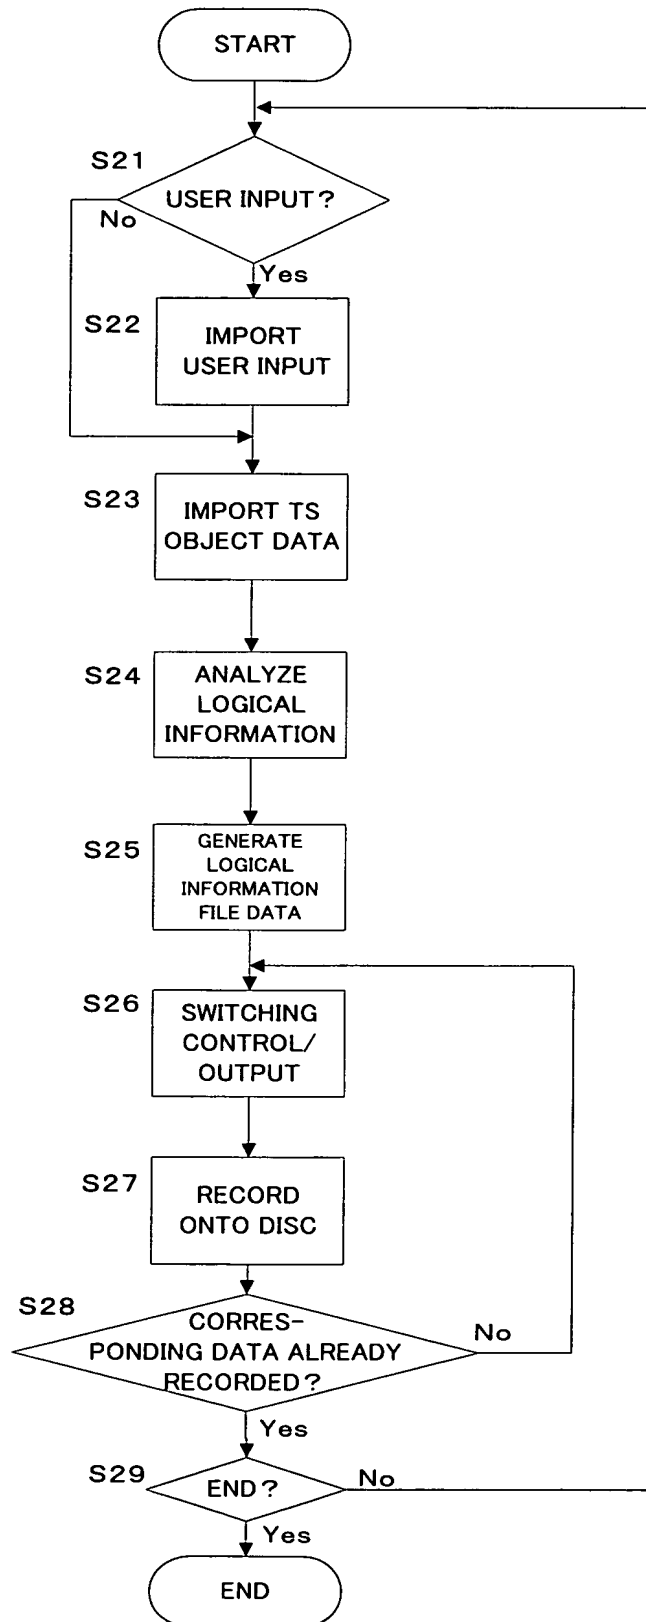 START
S21
USER INPUT?
No
Yes
S22
IMPORT
USER INPUT
S23
IMPORT TS
OBJECT DATA
S24
ANALYZE
LOGICAL
INFORMATION
S25
GENERATE
LOGICAL
INFORMATION
FILE DATA
S26
SWITCHING
CONTROL/
OUTPUT
S27
RECORD
ONTO DISC
S28
CORRES-
PONDING DATA ALREADY
RECORDED?
No
Yes
S29
END?
No
Yes
END